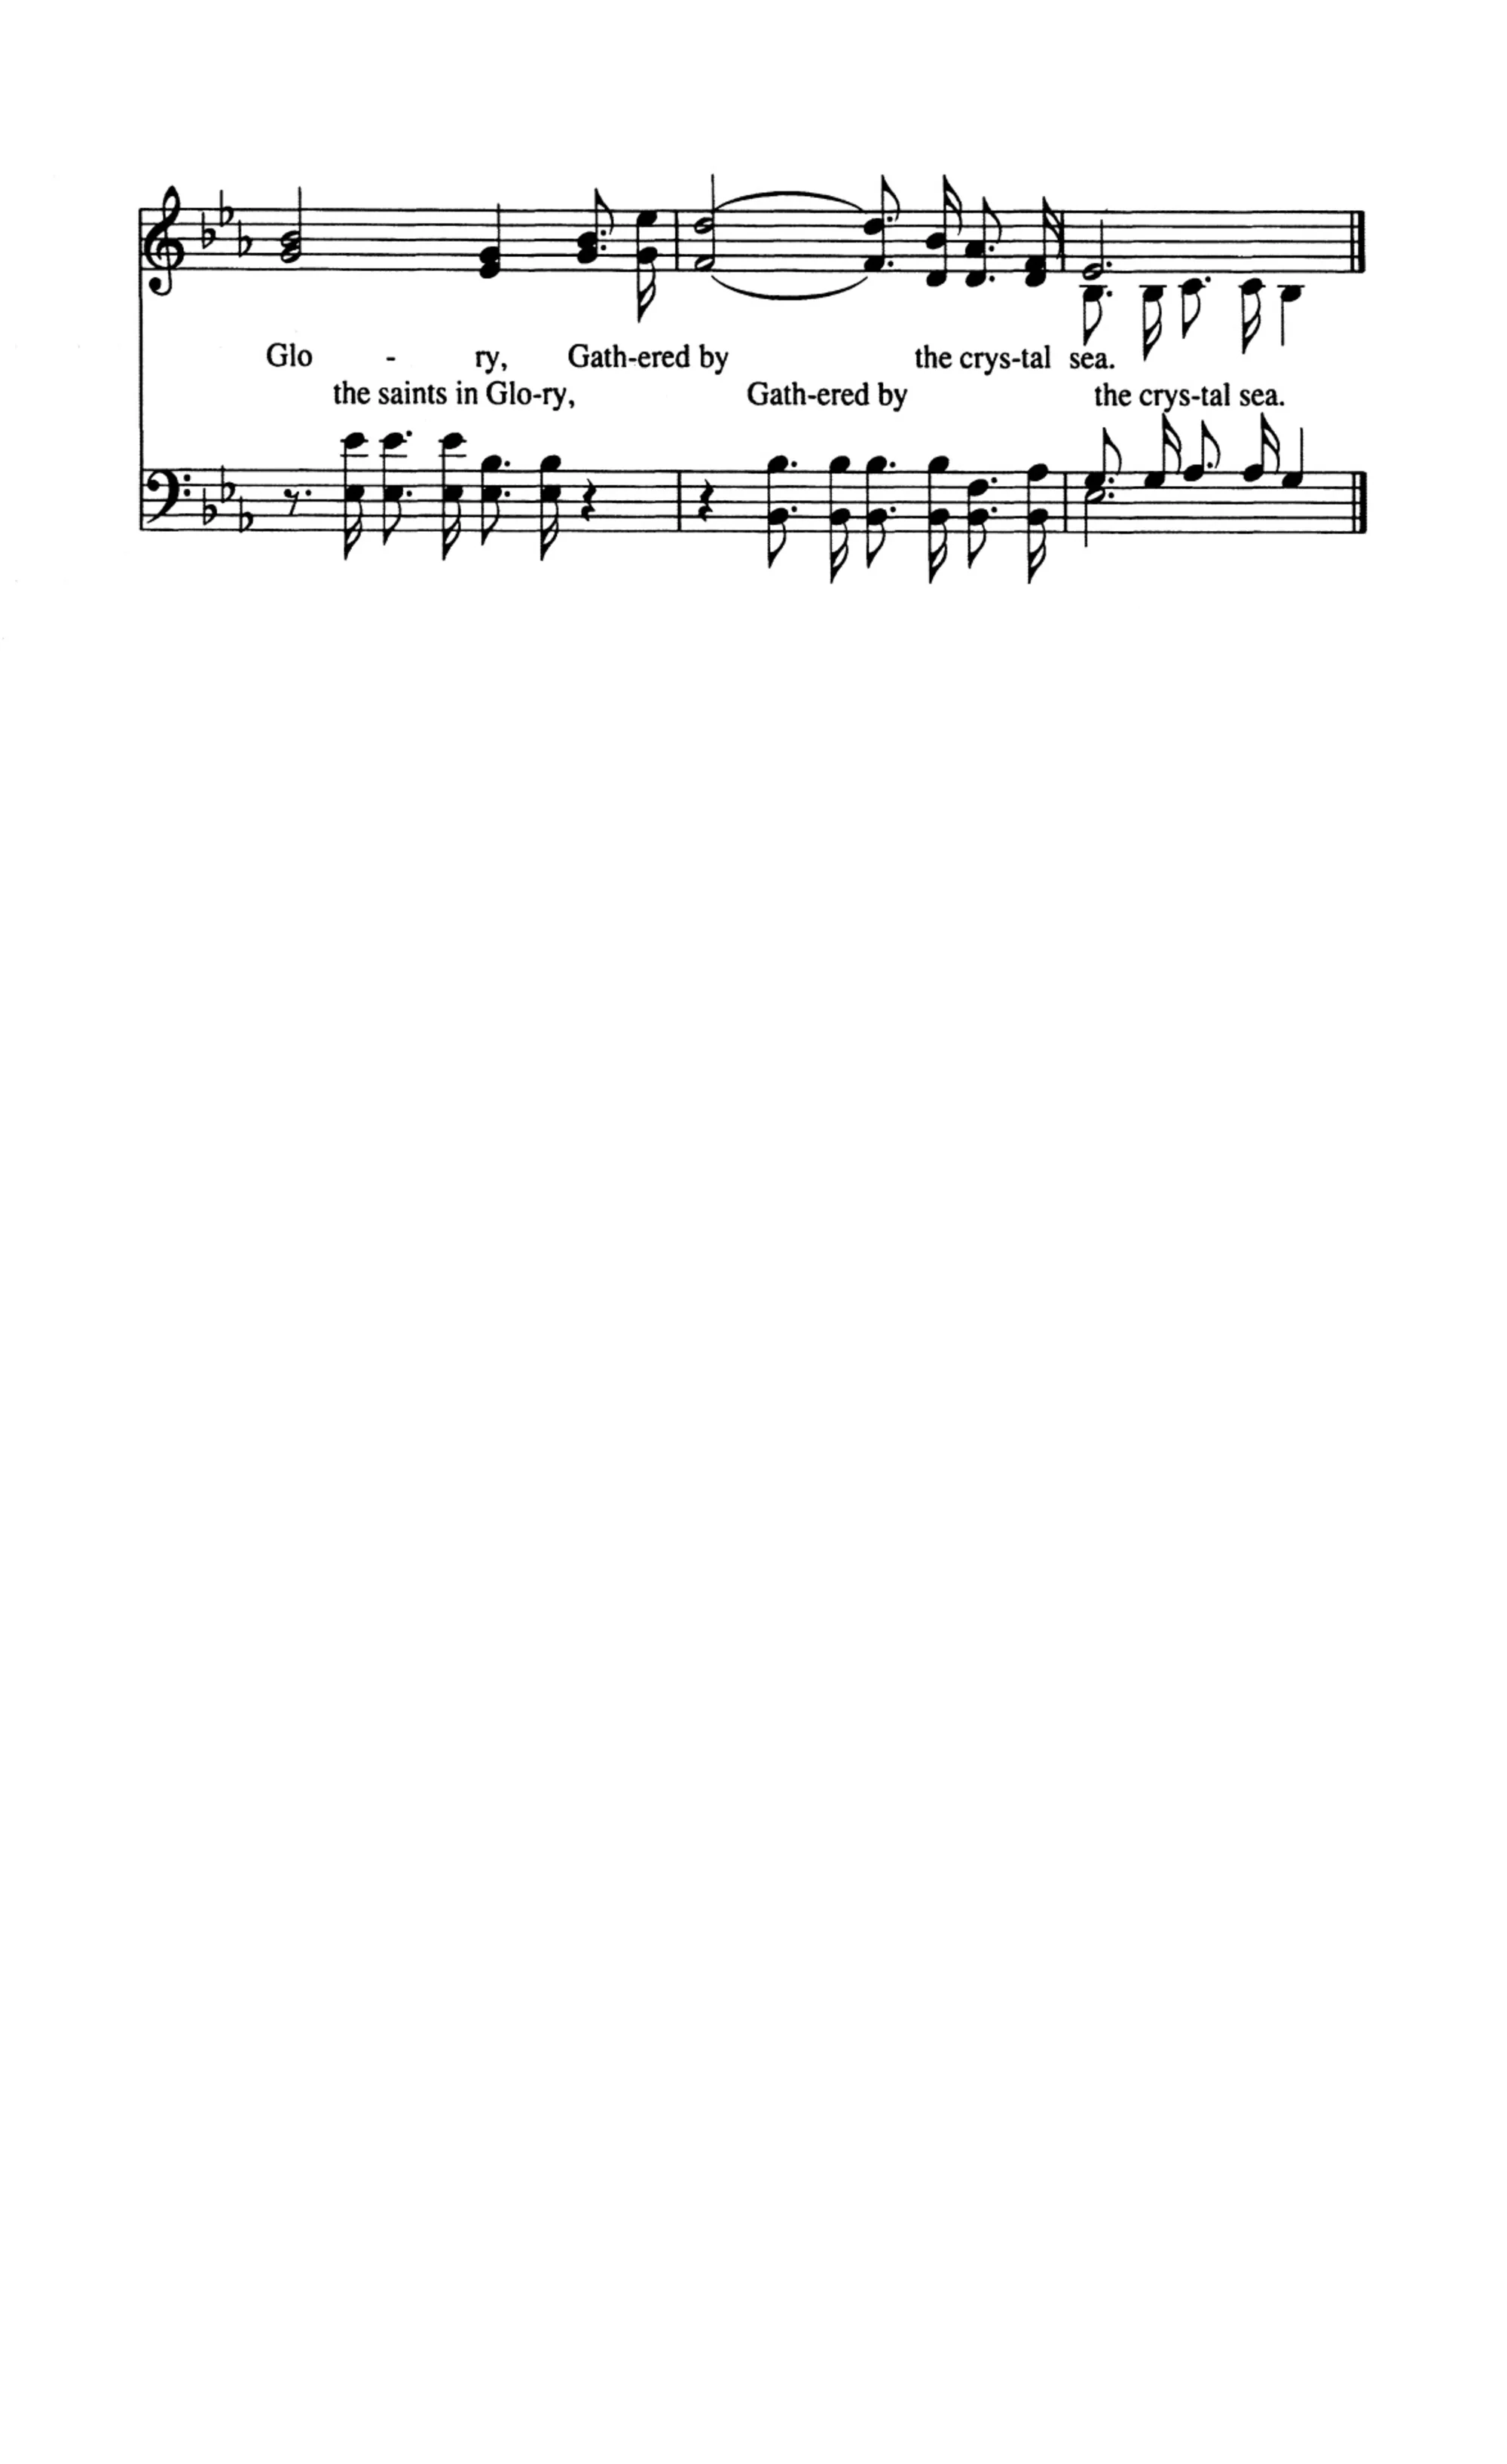 Glo - ry, Gath-ered by the crys-tal sea.
the saints in Glo-ry, Gath-ered by the crys-tal sea.